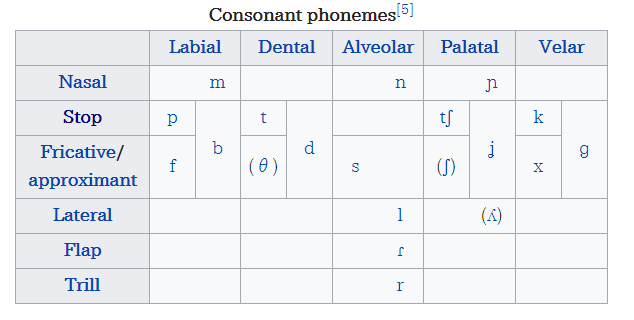 Consonant phonemes[5]
Labial Dental Alveolar Palatal Velar
Nasal m n ɲ
Stop p b t d tʃ ʝ k ɡ
Fricative/
approximant f (θ) s (ʃ) x
Lateral l (ʎ)
Flap ɾ
Trill r